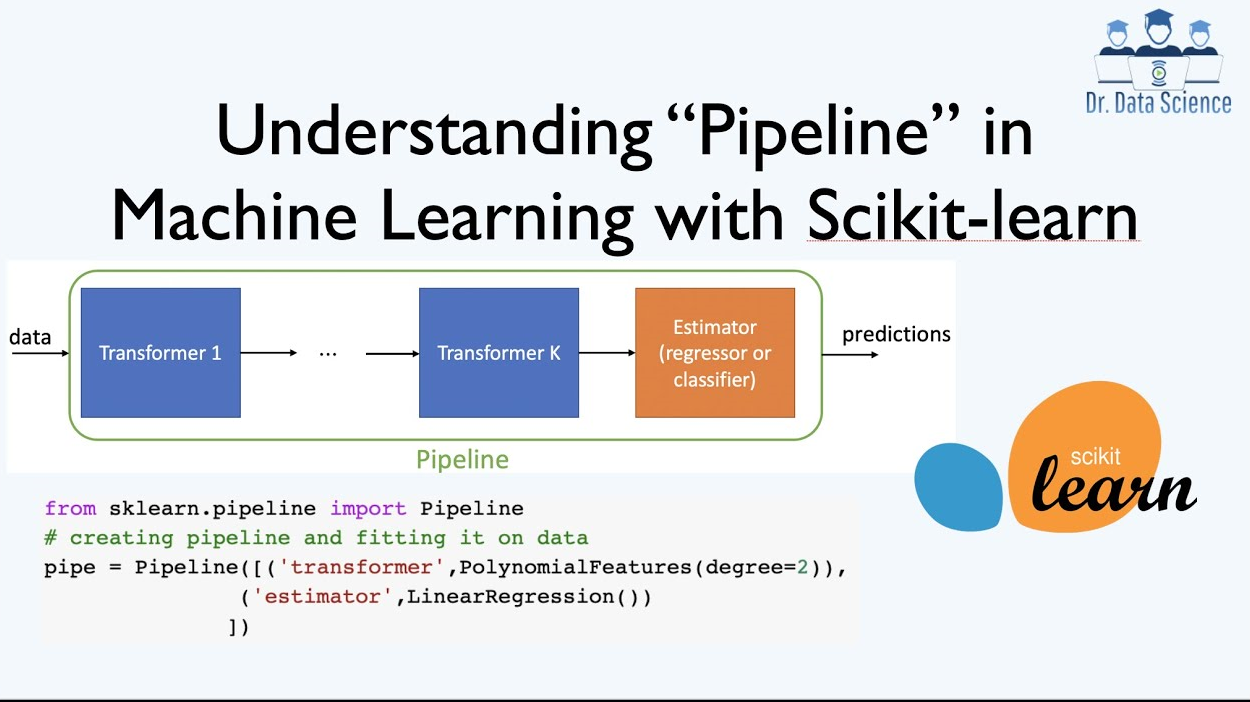 Dr. Data Science
Understanding “Pipeline” in
Machine Learning with Scikit-learn
data
Transformer 1
...
Transformer K
Estimator
(regressor or
classifier)
predictions
Pipeline
scikit
learn
from sklearn.pipeline import Pipeline
# creating pipeline and fitting it on data
pipe = Pipeline([('transformer',PolynomialFeatures(degree=2)),
('estimator',LinearRegression())
])